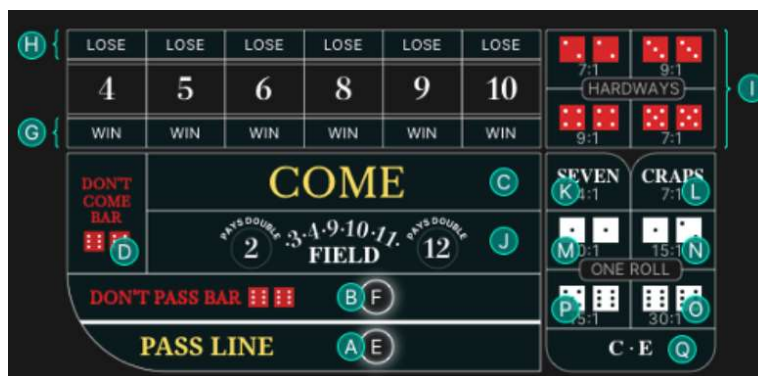 H LOSE LOSE LOSE LOSE LOSE LOSE
4 5 6 8 9 10
G WIN WIN WIN WIN WIN WIN
7:1 9:1
HARDWAYS I
9:1 7:1
DON'T
COME
BAR
D
COME C
PAYS DOUBLE
2
·3·4·9·10·11·
FIELD
PAYS DOUBLE
12
J
DON'T PASS BAR B F
PASS LINE A E
SEVEN CRAPS
K 4:1 7:1 L
M 15:1 N
ONE ROLL
P 15:1 30:1 O
C·E Q